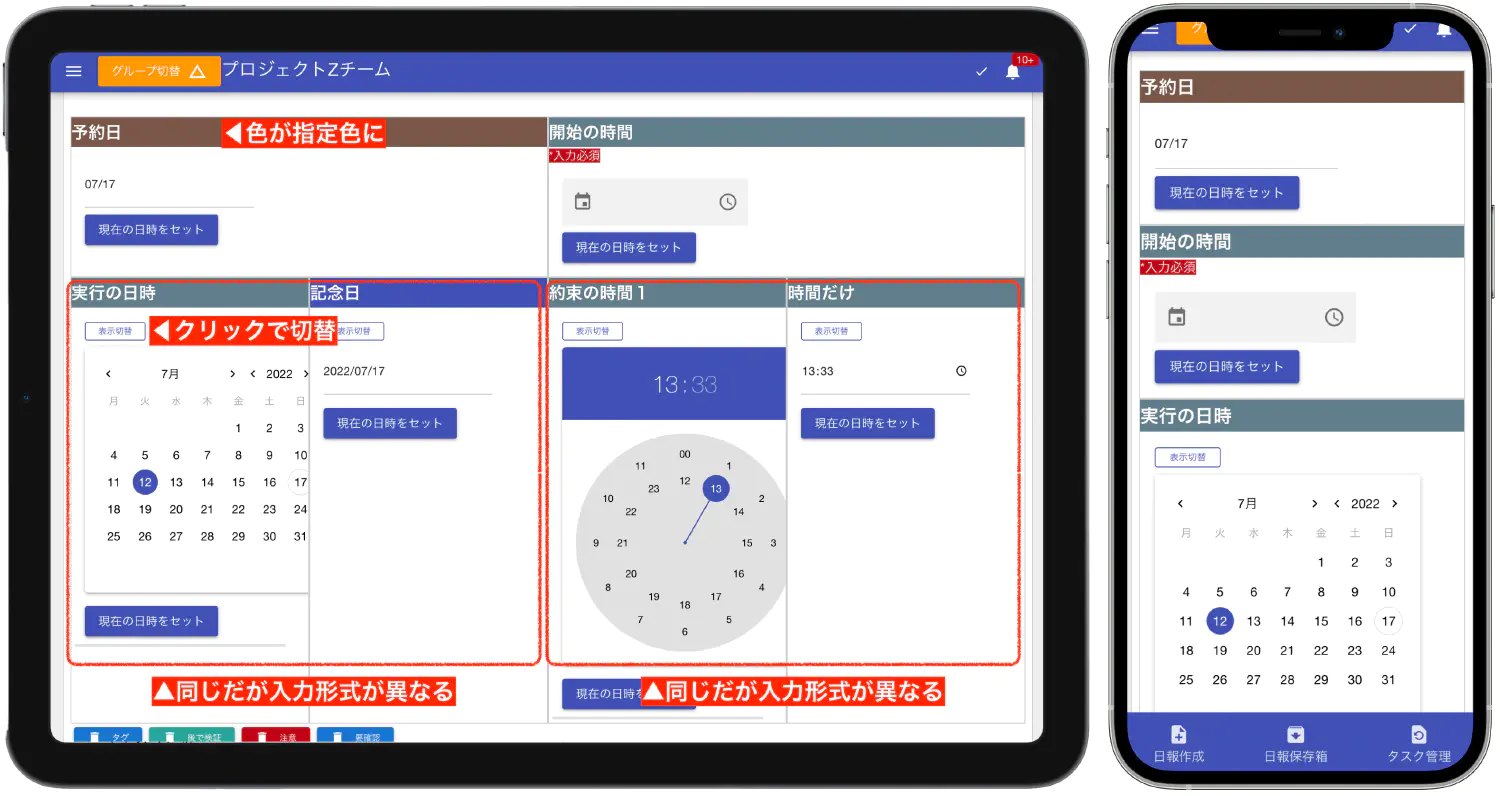 グループ切替 プロジェクトZチーム 10+
予約日 ◀色が指定色に
07/17
現在の日時をセット
開始の時間
*入力必須
現在の日時をセット
実行の日時
表示切替 ◀クリックで切替
7月 2022
月 火 水 木 金 土 日
1 2 3
4 5 6 7 8 9 10
11 12 13 14 15 16 17
18 19 20 21 22 23 24
25 26 27 28 29 30 31
現在の日時をセット
記念日
表示切替
2022/07/17
現在の日時をセット
▲同じだが入力形式が異なる
約束の時間1
表示切替
13:33
00 1 2 3 4 5 6 7 8 9 10 11
12 13 14 15 16 17 18 19 20 21 22 23
現在の日時を
時間だけ
表示切替
13:33
現在の日時をセット
▲同じだが入力形式が異なる
タグ 後で検証 注意 要確認
予約日
07/17
現在の日時をセット
開始の時間
*入力必須
現在の日時をセット
実行の日時
表示切替
7月 2022
月 火 水 木 金 土 日
1 2 3
4 5 6 7 8 9 10
11 12 13 14 15 16 17
18 19 20 21 22 23 24
25 26 27 28 29 30 31
日報作成 日報保存箱 タスク管理